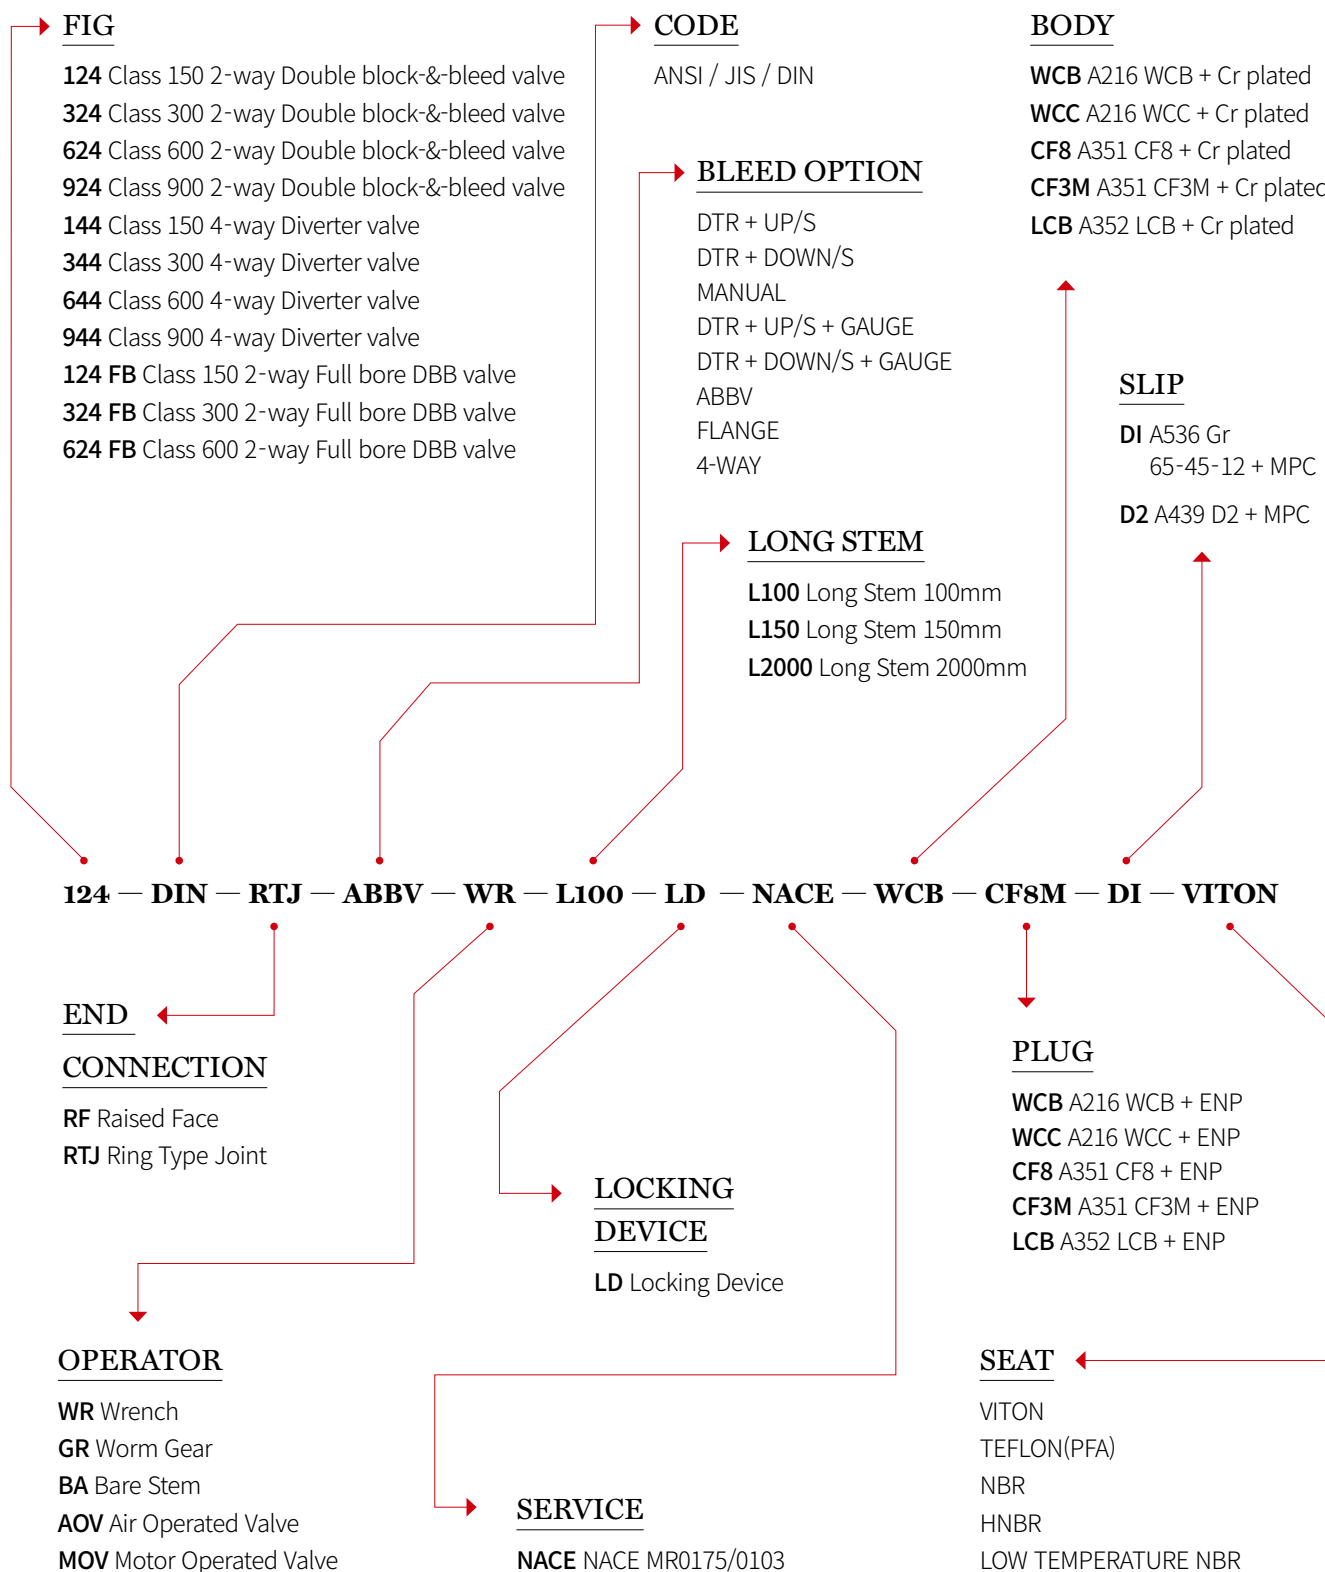 FIG
124 Class 150 2-way Double block-&-bleed valve
324 Class 300 2-way Double block-&-bleed valve
624 Class 600 2-way Double block-&-bleed valve
924 Class 900 2-way Double block-&-bleed valve
144 Class 150 4-way Diverter valve
344 Class 300 4-way Diverter valve
644 Class 600 4-way Diverter valve
944 Class 900 4-way Diverter valve
124 FB Class 150 2-way Full bore DBB valve
324 FB Class 300 2-way Full bore DBB valve
624 FB Class 600 2-way Full bore DBB valve
CODE
ANSI / JIS / DIN
BLEED OPTION
DTR + UP/S
DTR + DOWN/S
MANUAL
DTR + UP/S + GAUGE
DTR + DOWN/S + GAUGE
ABBV
FLANGE
4-WAY
LONG STEM
L100 Long Stem 100mm
L150 Long Stem 150mm
L2000 Long Stem 2000mm
BODY
WCB A216 WCB + Cr plated
WCC A216 WCC + Cr plated
CF8 A351 CF8 + Cr plated
CF3M A351 CF3M + Cr plated
LCB A352 LCB + Cr plated
SLIP
DI A536 Gr
65-45-12 + MPC
D2 A439 D2 + MPC
124 — DIN — RTJ — ABBV — WR — L100 — LD — NACE — WCB — CF8M — DI — VITON
END
CONNECTION
RF Raised Face
RTJ Ring Type Joint
OPERATOR
WR Wrench
GR Worm Gear
BA Bare Stem
AOV Air Operated Valve
MOV Motor Operated Valve
LOCKING
DEVICE
LD Locking Device
SERVICE
NACE NACE MR0175/0103
PLUG
WCB A216 WCB + ENP
WCC A216 WCC + ENP
CF8 A351 CF8 + ENP
CF3M A351 CF3M + ENP
LCB A352 LCB + ENP
SEAT
VITON
TEFLON(PFA)
NBR
HNBR
LOW TEMPERATURE NBR